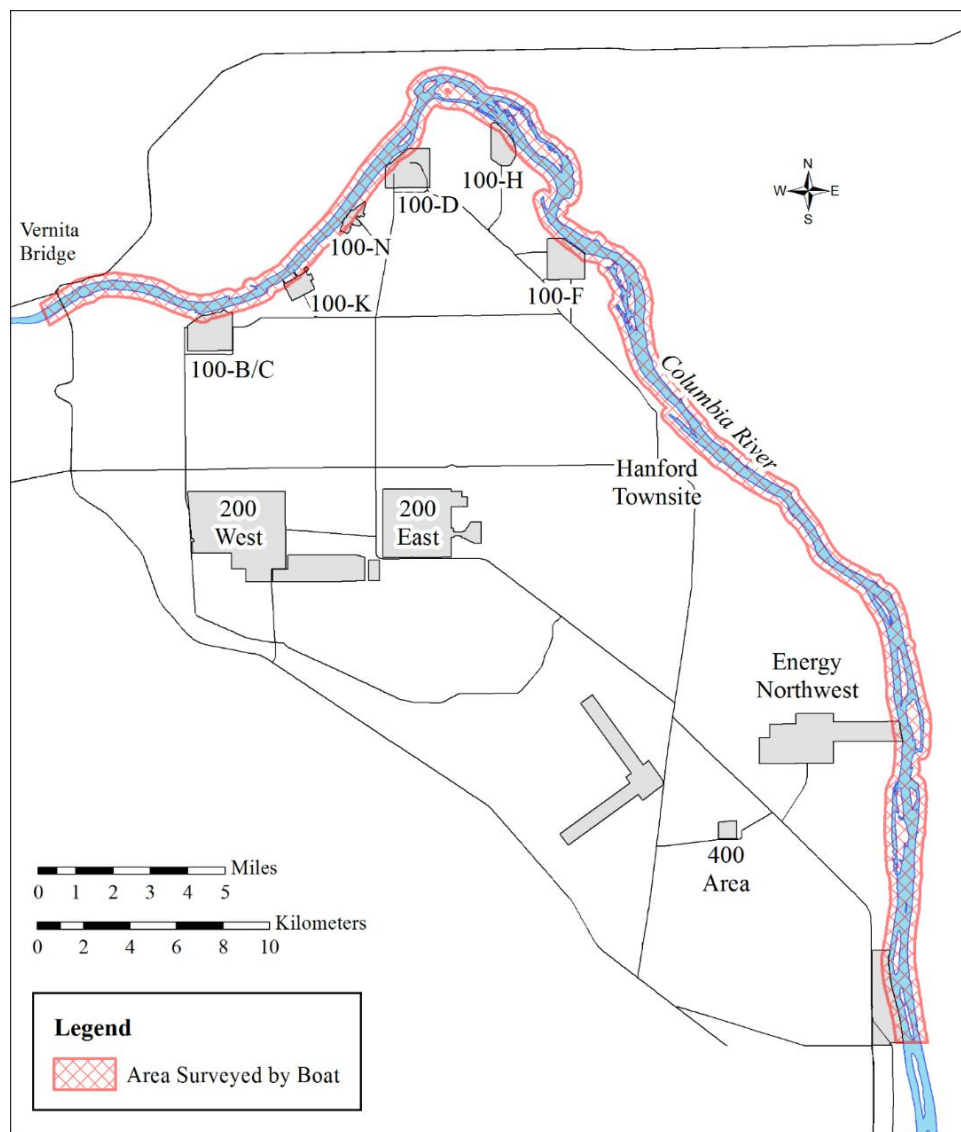 N
W E
S
100-H
100-D
100-N
Vernita
Bridge
100-K
100-F
100-B/C
Columbia River
Hanford
Townsite
200
West
200
East
Energy
Northwest
400
Area
Miles
0 1 2 3 4 5
Kilometers
0 2 4 6 8 10
Legend
Area Surveyed by Boat